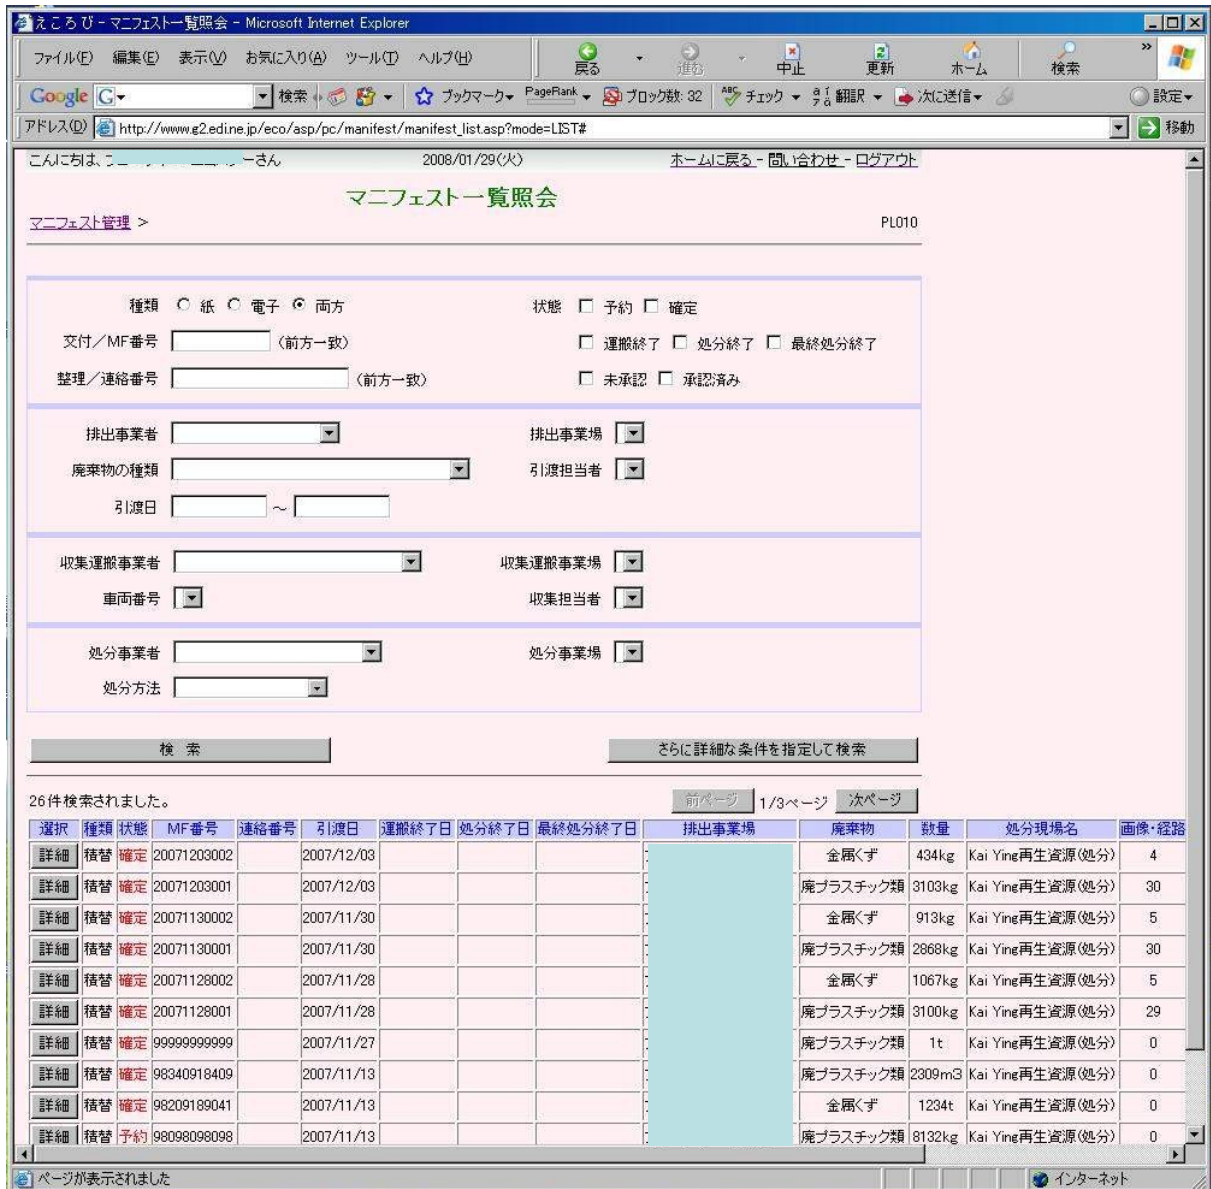 えころび - マニフェスト一覧照会 - Microsoft Internet Explorer
ファイル(F) 編集(E) 表示(V) お気に入り(A) ツール(T) ヘルプ(H) 戻る 進む 中止 更新 ホーム 検索 »
Google G 検索 ブックマーク PageRank ブロック数: 32 ABC チェック 翻訳 次に送信 設定
アドレス(D) http://www.g2.edi.ne.jp/eco/asp/pc/manifest/manifest_list.asp?mode=LIST# 移動
こんにちは、 さん 2008/01/29(火) ホームに戻る - 問い合わせ - ログアウト
マニフェスト一覧照会
マニフェスト管理 > PL010
種類 紙 電子 両方 状態 予約 確定
交付／MF番号 (前方一致) 運搬終了 処分終了 最終処分終了
整理／連絡番号 (前方一致) 未承認 承認済み
排出事業者 排出事業場
廃棄物の種類 引渡担当者
引渡日 ～
収集運搬事業者 収集運搬事業場
車両番号 収集担当者
処分事業者 処分事業場
処分方法
検 索 さらに詳細な条件を指定して検索
26件検索されました。 前ページ 1/3ページ 次ページ
選択 種類 状態 MF番号 連絡番号 引渡日 運搬終了日 処分終了日 最終処分終了日 排出事業場 廃棄物 数量 処分現場名 画像・経路
詳細 積替 確定 20071203002 2007/12/03 金属くず 434kg Kai Ying再生資源(処分) 4
詳細 積替 確定 20071203001 2007/12/03 廃プラスチック類 3103kg Kai Ying再生資源(処分) 30
詳細 積替 確定 20071130002 2007/11/30 金属くず 913kg Kai Ying再生資源(処分) 5
詳細 積替 確定 20071130001 2007/11/30 廃プラスチック類 2868kg Kai Ying再生資源(処分) 30
詳細 積替 確定 20071128002 2007/11/28 金属くず 1067kg Kai Ying再生資源(処分) 5
詳細 積替 確定 20071128001 2007/11/28 廃プラスチック類 3100kg Kai Ying再生資源(処分) 29
詳細 積替 確定 99999999999 2007/11/27 廃プラスチック類 1t Kai Ying再生資源(処分) 0
詳細 積替 確定 98340918409 2007/11/13 廃プラスチック類 2309m3 Kai Ying再生資源(処分) 0
詳細 積替 確定 98209189041 2007/11/13 金属くず 1234t Kai Ying再生資源(処分) 0
詳細 積替 予約 98098098098 2007/11/13 廃プラスチック類 8132kg Kai Ying再生資源(処分) 0
ページが表示されました インターネット